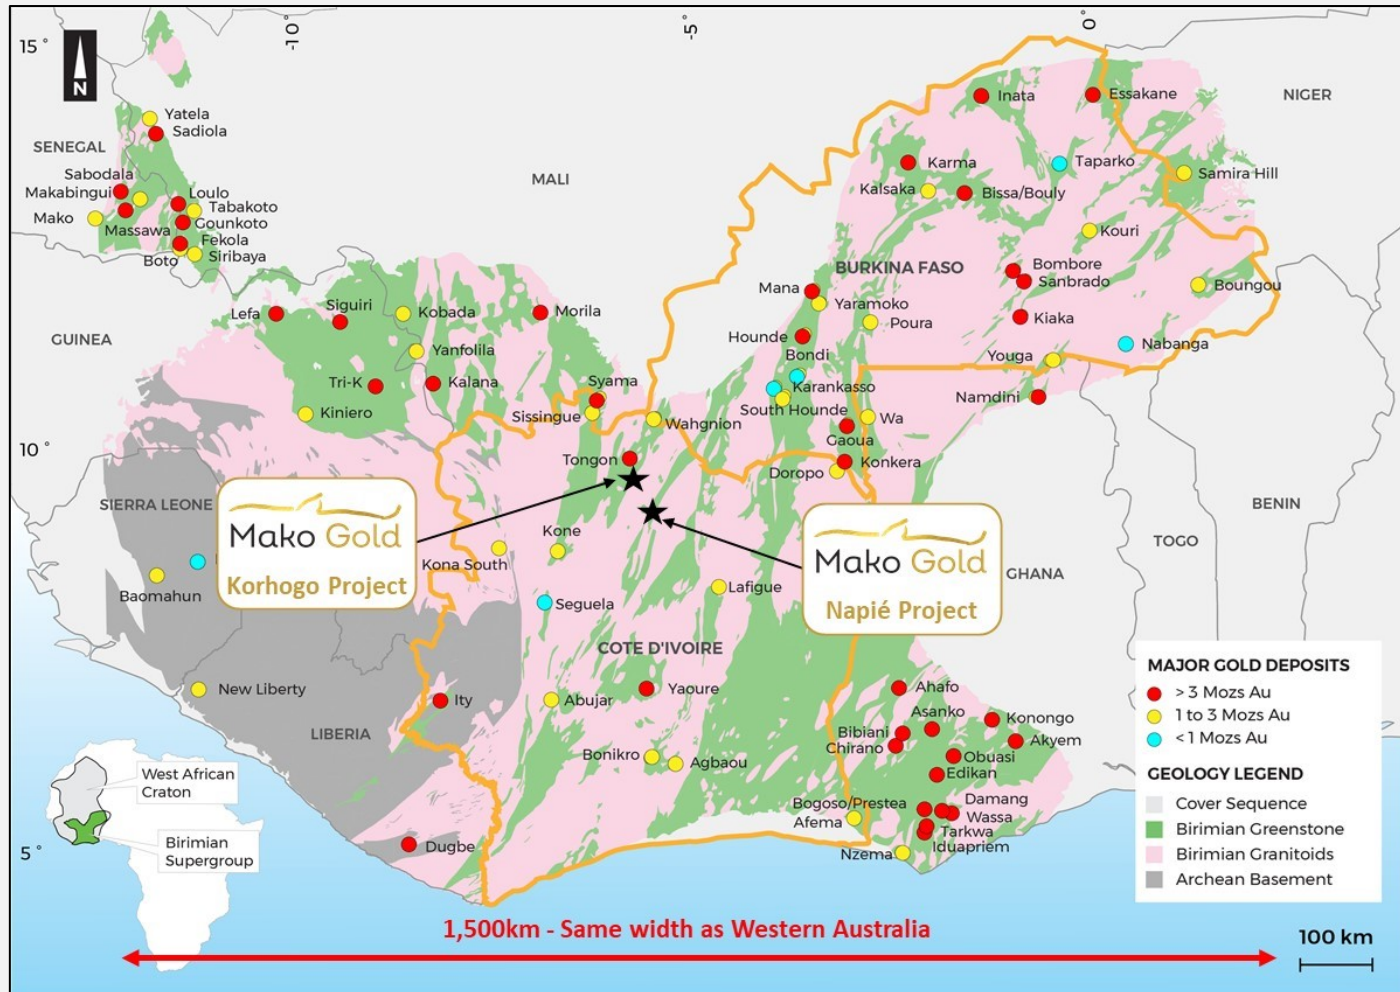 -10°
-5°
0°
15°
N
NIGER
Inata
Essakane
Yatela
Sadiola
SENEGAL
MALI
Karma
Taparko
Samira Hill
Sabodala
Makabingui
Loulo
Kalsaka
Bissa/Bouly
Mako
Tabakoto
Massawa
Gounkoto
Kouri
Fekola
Boto
Siribaya
BURKINA FASO
Bombore
Sanbrado
Mana
Boungou
Yaramoko
Lefa
Siguiri
Kobada
Morila
Poura
Kiaka
GUINEA
Hounde
Nabanga
Yanfolila
Bondi
Youga
Tri-K
Kalana
Syama
Karankasso
Namdini
Kiniero
Sissingue
South Hounde
Wahgnion
Wa
Gaoua
10°
Tongon
Konkera
Doropo
SIERRA LEONE
Mako Gold
Korhogo Project
BENIN
Kone
Mako Gold
Napié Project
TOGO
Kona South
GHANA
Baomahun
Lafigue
Seguela
COTE D'IVOIRE
New Liberty
Ity
Abujar
Yaoure
Ahafo
Asanko
Konongo
LIBERIA
Bibiani
Chirano
Akyem
Bonikro
Agbaou
Obuasi
Edikan
Bogoso/Prestea
Damang
Afema
Wassa
Tarkwa
Iduapriem
Dugbe
Nzema
5°
West African
Craton
Birimian
Supergroup
MAJOR GOLD DEPOSITS
> 3 Mozs Au
1 to 3 Mozs Au
< 1 Mozs Au
GEOLOGY LEGEND
Cover Sequence
Birimian Greenstone
Birimian Granitoids
Archean Basement
1,500km - Same width as Western Australia
100 km